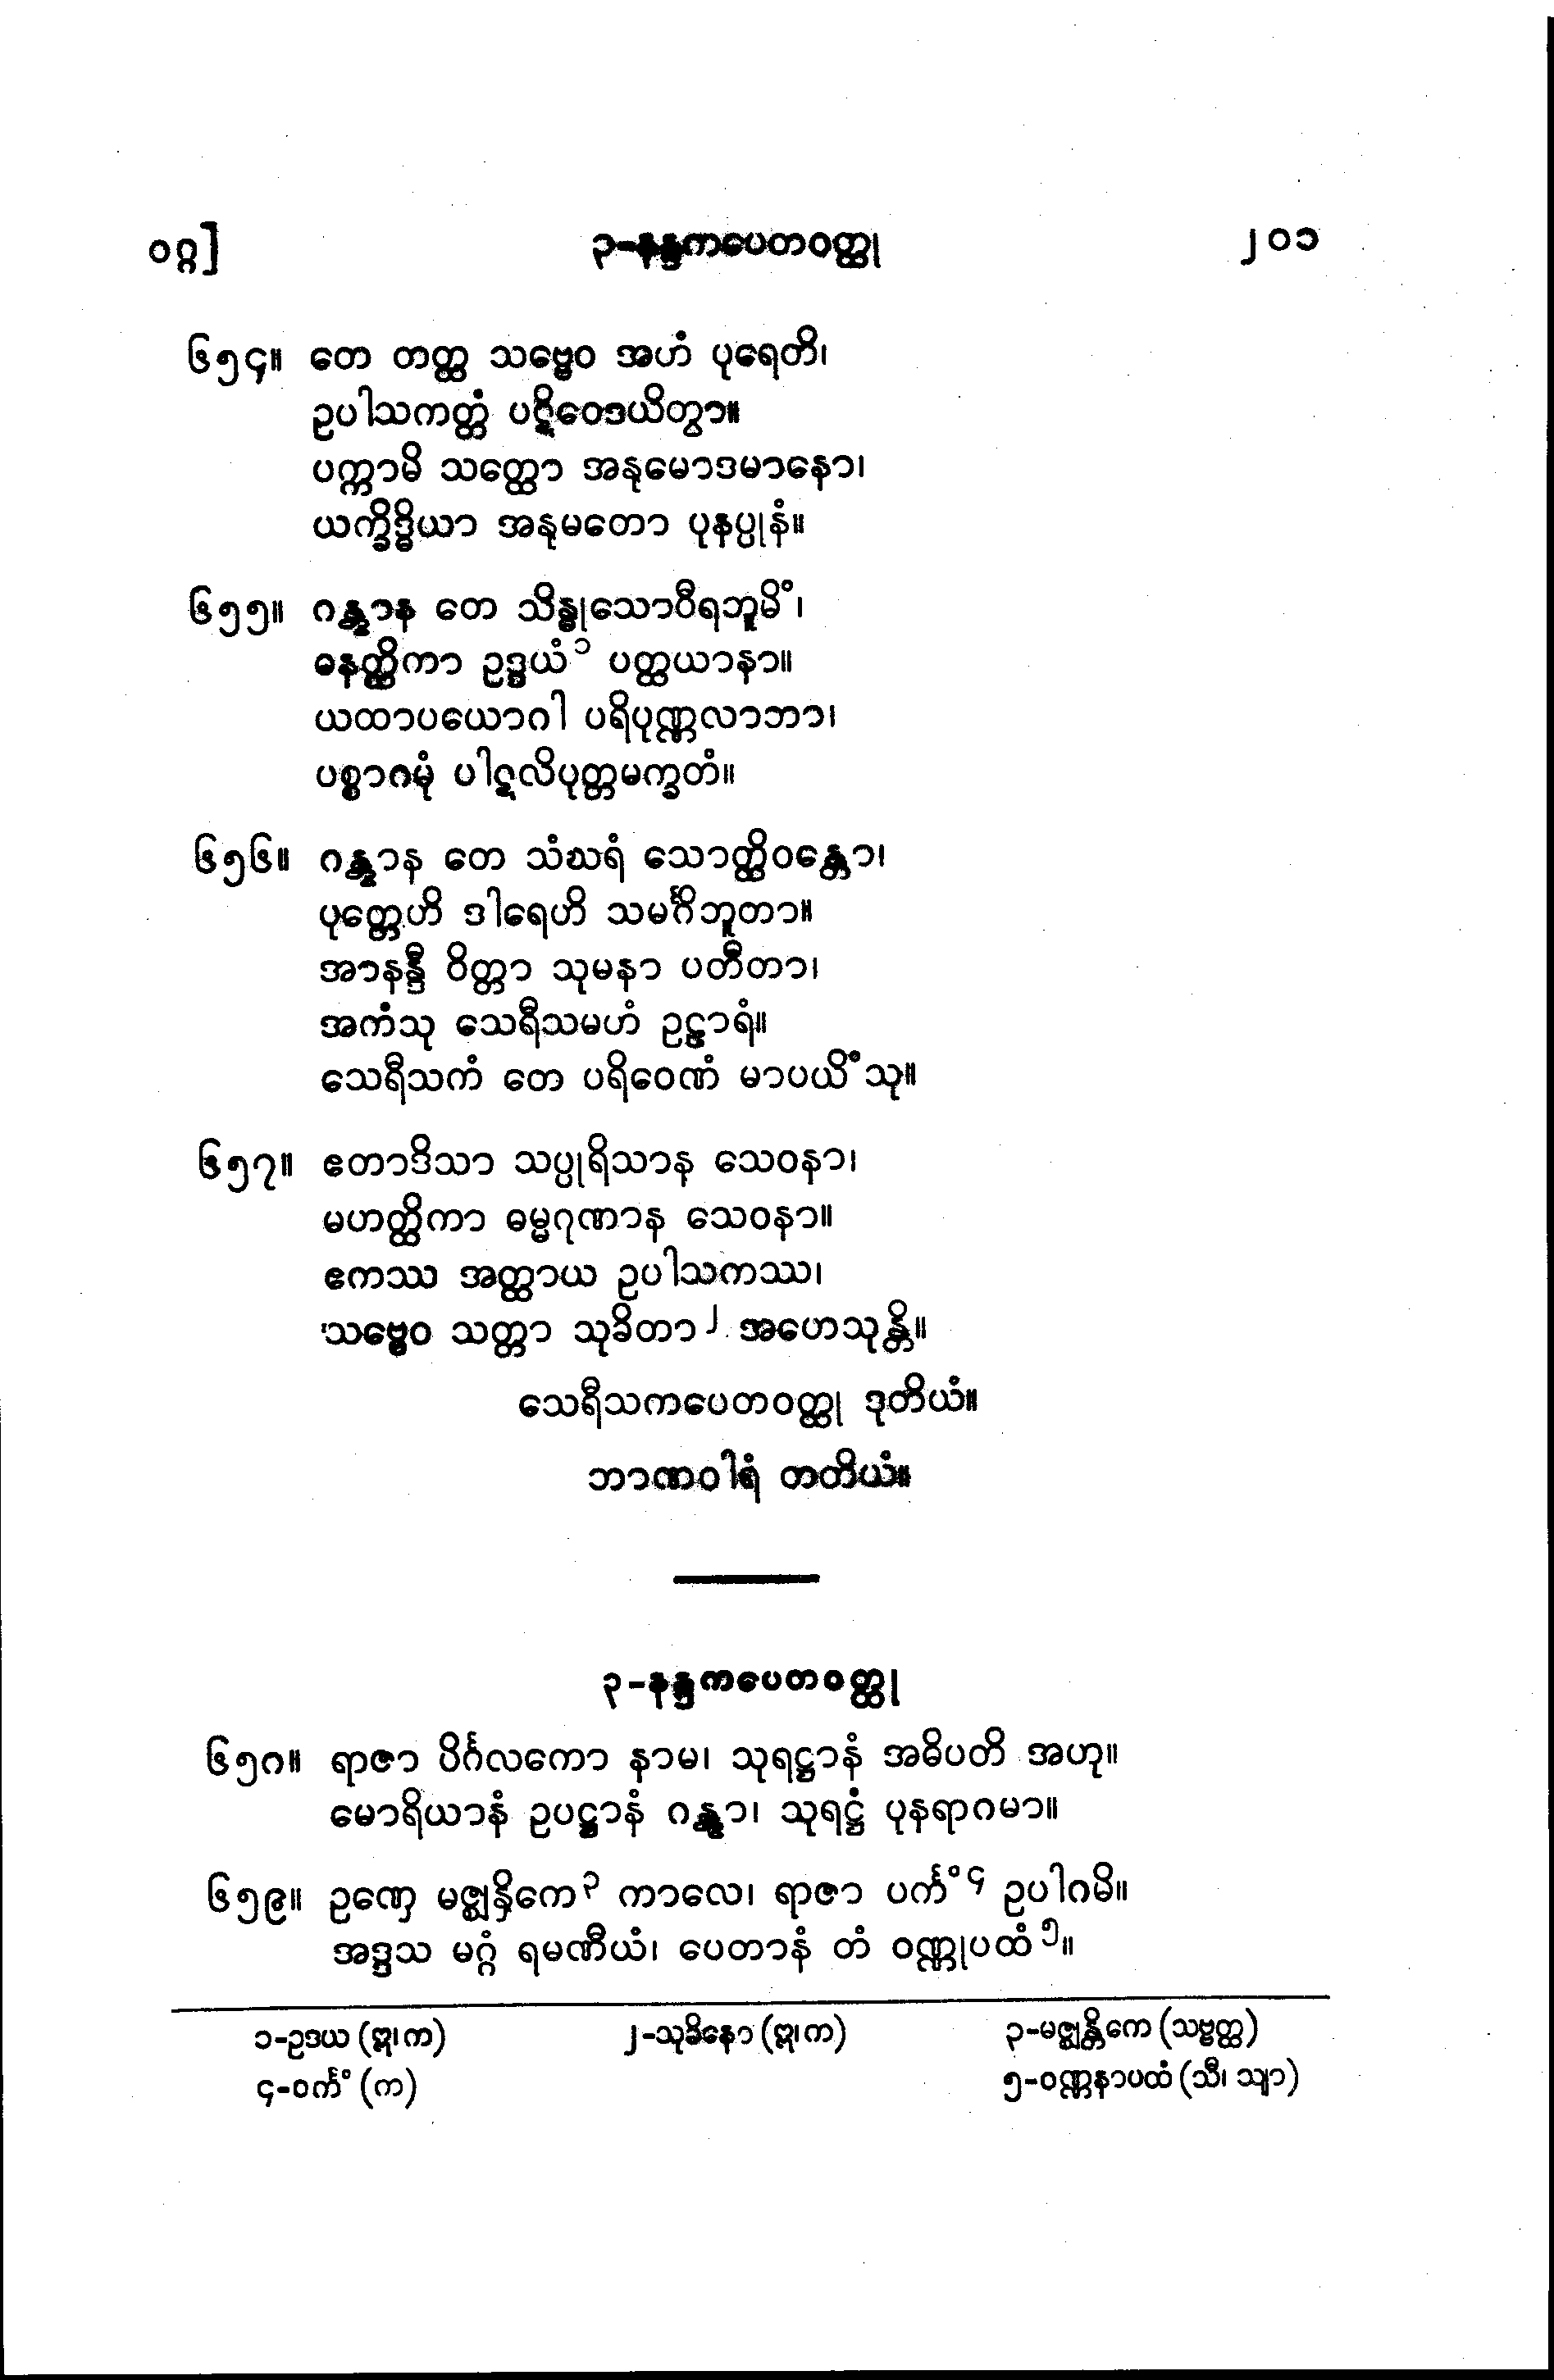 ဝဂ္ဂ]
၃-နန္ဒကပေတဝတ္ထု
၂၀၁
၆၅၄။ တေ တတ္ထ သဗ္ဗေဝ အဟံ ပုရေတိ၊
ဥပါသကတ္တံ ပဋိဝေဒယိတွာ။
ပက္ကာမိ သတ္ထော အနုမောဒမာနော၊
ယက္ခိဒ္ဓိယာ အနုမတော ပုနပ္ပုနံ။
၆၅၅။ ဂန္တွာန တေ သိန္ဓုသောဝီရဘူမိံ၊
ဓနတ္ထိကာ ဥဒ္ဒယံ ၁ ပတ္ထယာနာ။
ယထာပယောဂါ ပရိပုဏ္ဏလာဘာ၊
ပစ္စာဂမုံ ပါဋလိပုတ္တမက္ခတံ။
၆၅၆။ ဂန္တွာန တေ သံဃရံ သောတ္ထိဝန္တော၊
ပုတ္တေဟိ ဒါရေဟိ သမင်္ဂိဘူတာ။
အာနန္ဒီ ဝိတ္တာ သုမနာ ပတီတာ၊
အကံသု သေရီသမဟံ ဥဠာရံ။
သေရီသကံ တေ ပရိဝေဏံ မာပယိံသု။
၆၅၇။ ဧတာဒိသာ သပ္ပုရိသာန သေဝနာ၊
မဟတ္ထိကာ ဓမ္မဂုဏာန သေဝနာ။
ဧကဿ အတ္ထာယ ဥပါသကဿ၊
သဗ္ဗေဝ သတ္တာ သုခိတာ ၂ အဟေသုန္တိ။
သေရီသကပေတဝတ္ထု ဒုတိယံ။
ဘာဏဝါရံ တတိယံ။
၃-နန္ဒကပေတဝတ္ထု
၆၅၈။ ရာဇာ ပိင်္ဂလကော နာမ၊ သုရဋ္ဌာနံ အဓိပတိ အဟု။
မောရိယာနံ ဥပဋ္ဌာနံ ဂန္တွာ၊ သုရဋ္ဌံ ပုနရာဂမာ။
၆၅၉။ ဥဏှေ မဇ္ဈနှိကေ ၃ ကာလေ၊ ရာဇာ ပင်္ကံ ၄ ဥပါဂမိ။
အဒ္ဒသ မဂ္ဂံ ရမဏီယံ၊ ပေတာနံ တံ ဝဏ္ဏုပထံ ၅။
၁-ဥဒယ (ဋ္ဌ၊ က)
၂-သုခိနော (ဋ္ဌ၊ က)
၃-မဇ္ဈန္တိကေ (သဗ္ဗတ္ထ)
၄-ဝင်္ကံ (က)
၅-ဝဏ္ဏနာပထံ (သီ၊ သျာ)